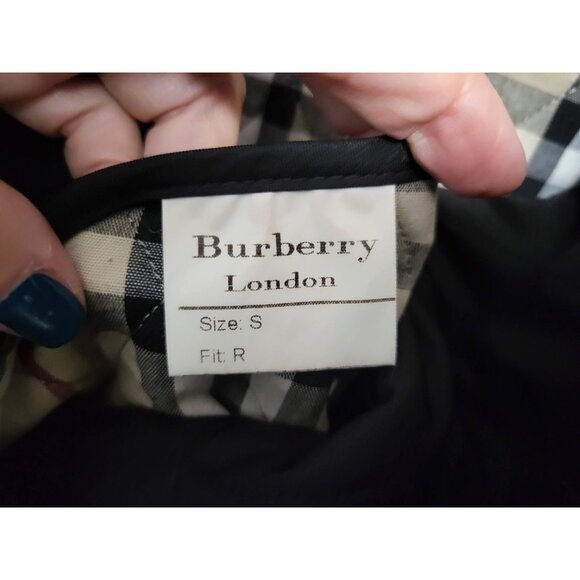 Burberry
London
Size: S
Fit: R